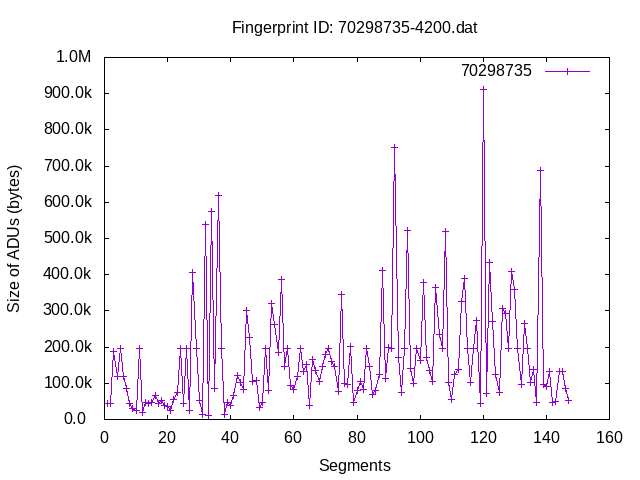 Fingerprint ID: 70298735-4200.dat
1.0M
70298735
900.0k
800.0k
700.0k
600.0k
500.0k
400.0k
300.0k
200.0k
100.0k
0.0
Size of ADUs (bytes)
0 20 40 60 80 100 120 140 160
Segments